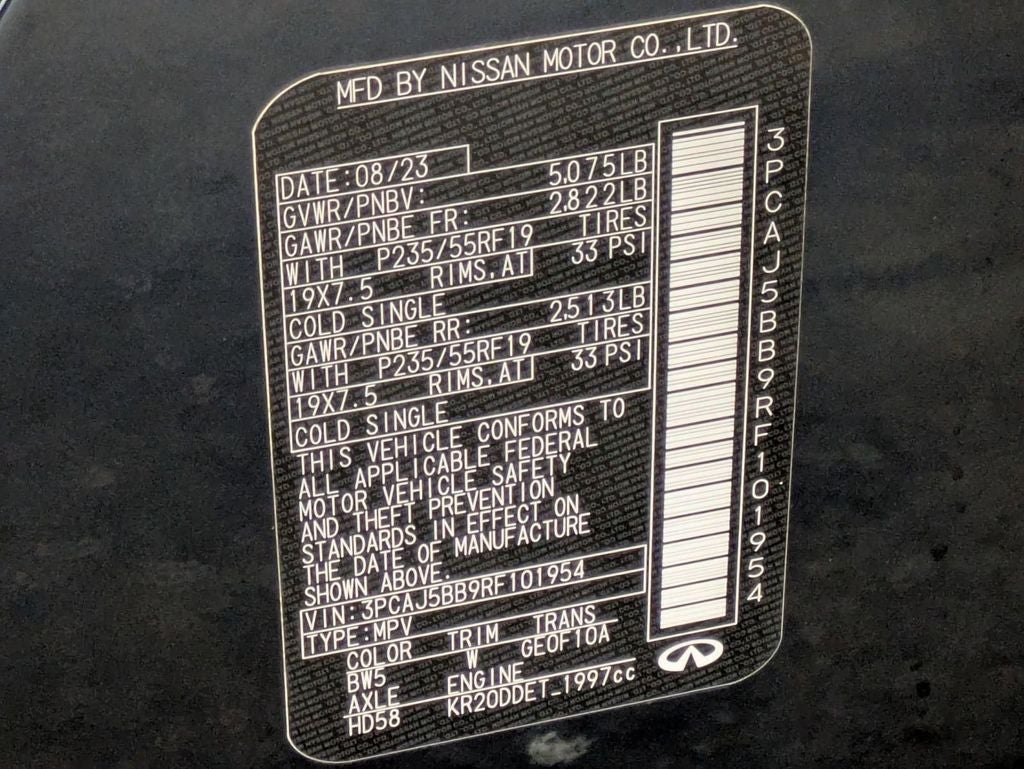 MFD BY NISSAN MOTOR CO.,LTD.
DATE:08/23
GVWR/PNBV: 5,075LB
GAWR/PNBE FR: 2,822LB
WITH P235/55RF19 TIRES
19X7.5 RIMS,AT 33 PSI
COLD SINGLE
GAWR/PNBE RR: 2,513LB
WITH P235/55RF19 TIRES
19X7.5 RIMS,AT 33 PSI
COLD SINGLE
THIS VEHICLE CONFORMS TO
ALL APPLICABLE FEDERAL
MOTOR VEHICLE SAFETY
AND THEFT PREVENTION
STANDARDS IN EFFECT ON
THE DATE OF MANUFACTURE
SHOWN ABOVE.
VIN:3PCAJ5BB9RF101954
TYPE:MPV
COLOR TRIM TRANS
BW5 W GE0F10A
AXLE ENGINE
HD58 KR20DDET 1997cc
3PCAJ5BB9RF101954